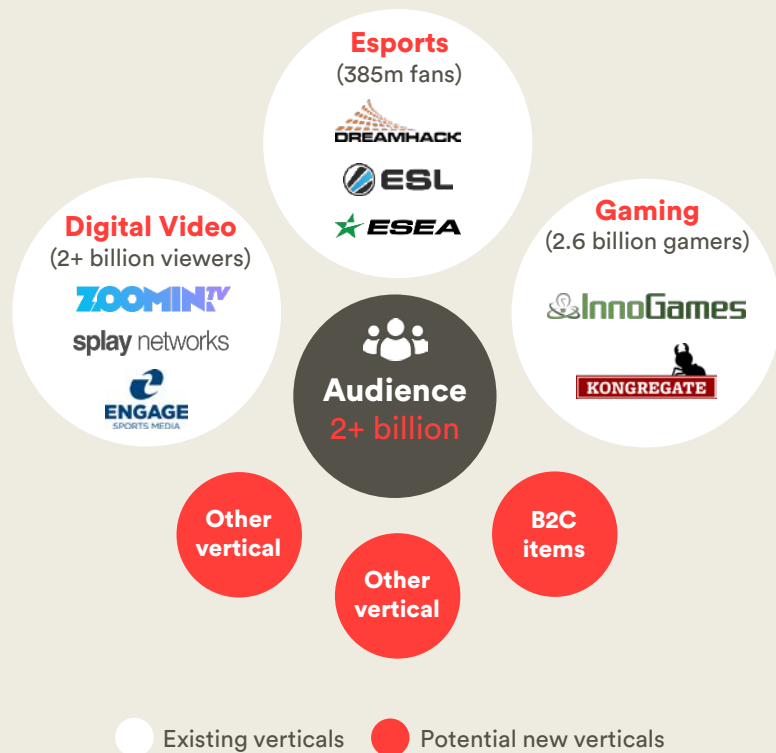 Esports
(385m fans)
DREAMHACK
ESL
ESEA
Digital Video
(2+ billion viewers)
ZOOMIN.TV
splay networks
ENGAGE
SPORTS MEDIA
Gaming
(2.6 billion gamers)
InnoGames
KONGREGATE
Audience
2+ billion
Other
vertical
Other
vertical
B2C
items
Existing verticals
Potential new verticals